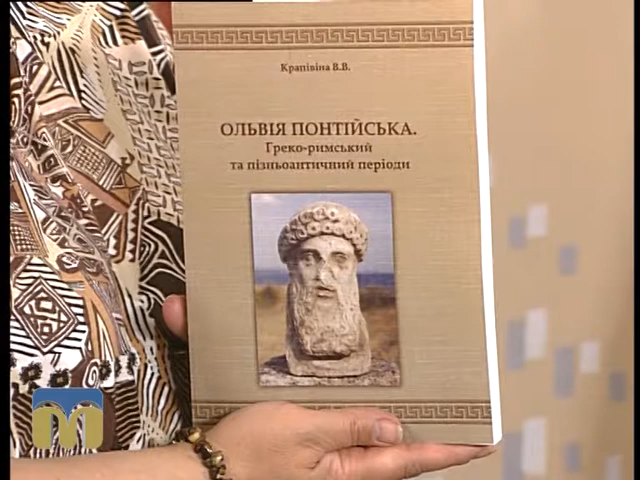 Крапівіна В.В.
ОЛЬВІЯ ПОНТІЙСЬКА.
Греко-римський
та пізньоантичний періоди